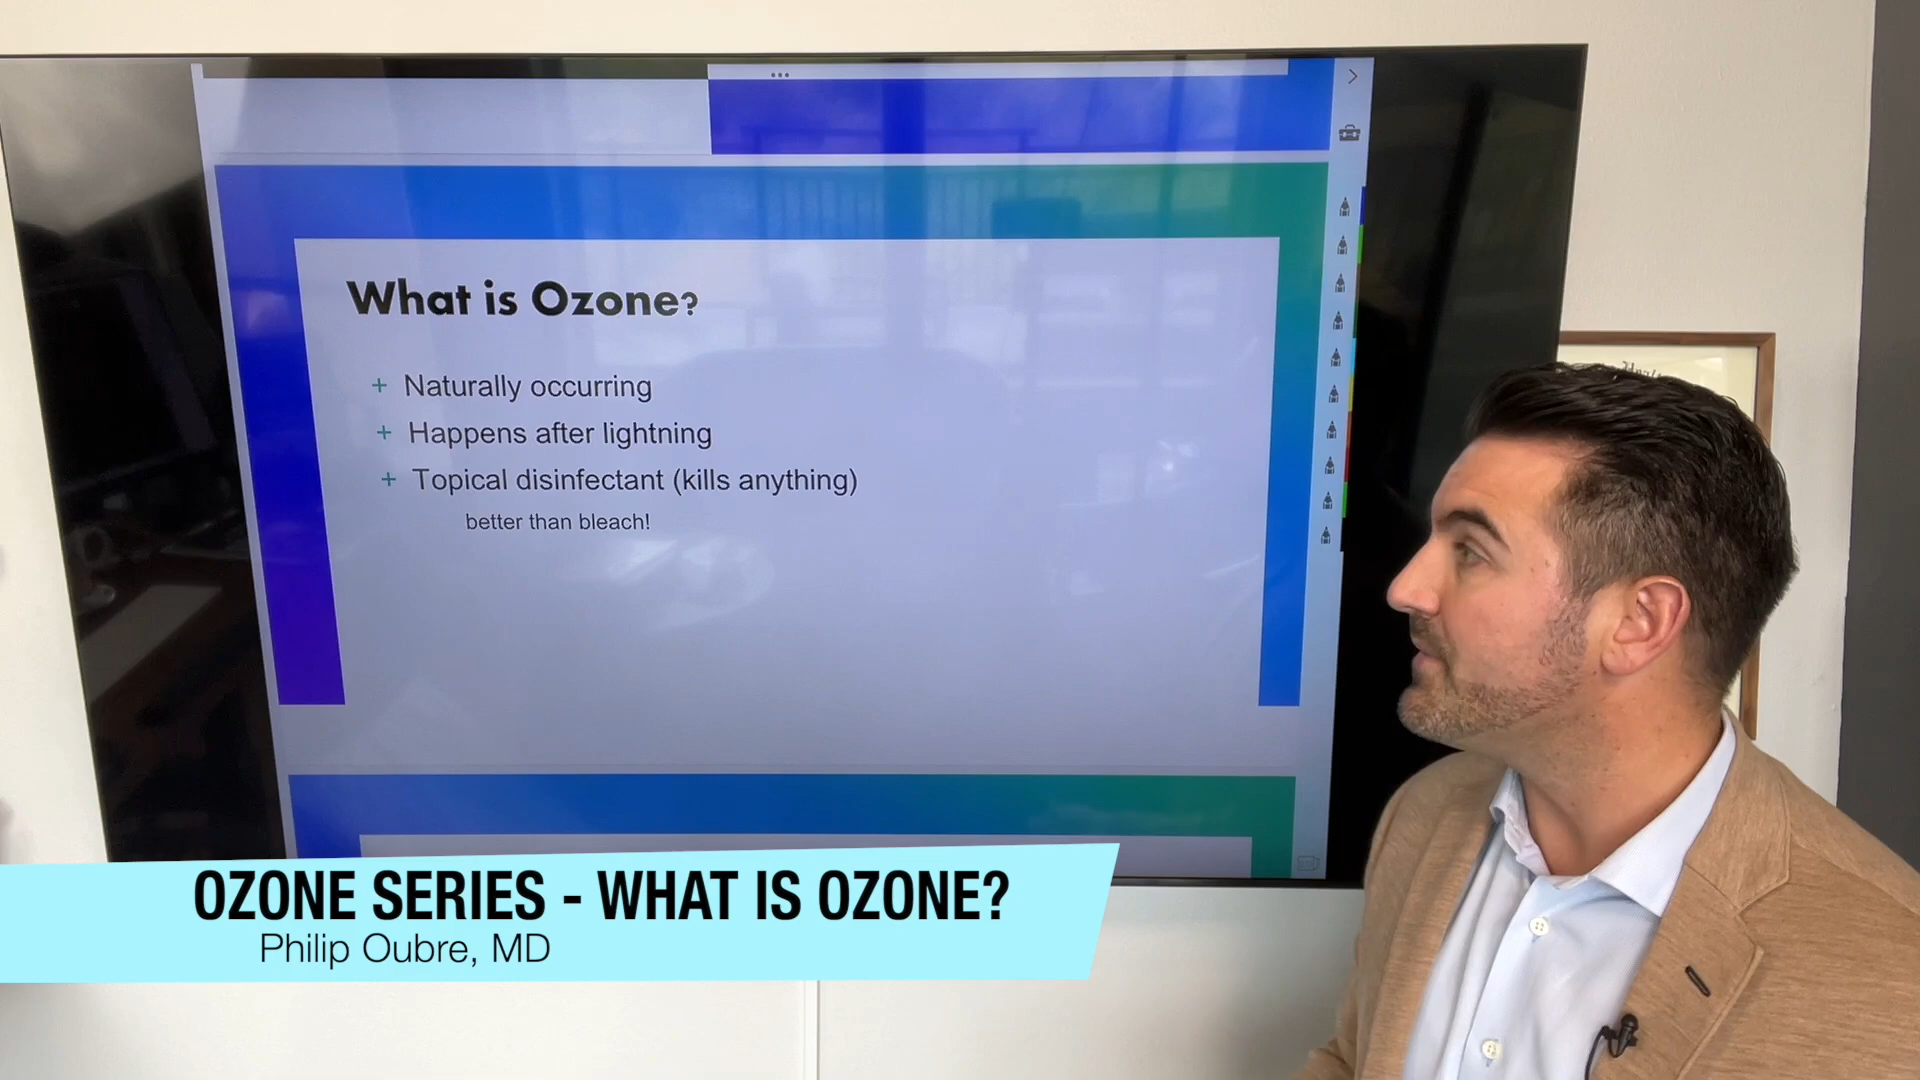 What is Ozone?
+ Naturally occurring
+ Happens after lightning
+ Topical disinfectant (kills anything)
better than bleach!
OZONE SERIES - WHAT IS OZONE?
Philip Oubre, MD